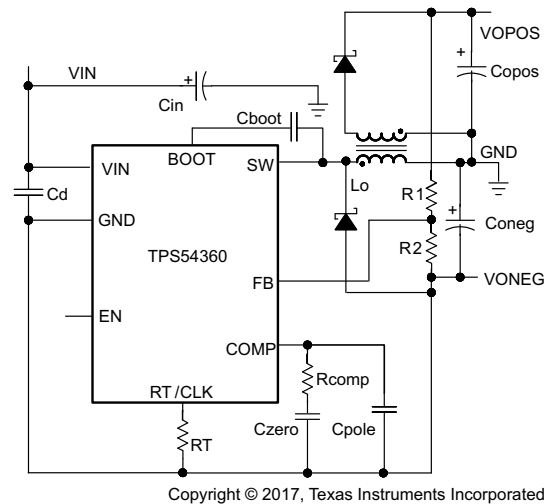 VOPOS
VIN
Copos
Cin
Cboot
BOOT
GND
VIN
SW
Cd
Lo
R1
GND
Coneg
TPS54360
R2
FB
VONEG
EN
COMP
Rcomp
RT/CLK
Czero
Cpole
RT
Copyright © 2017, Texas Instruments Incorporated